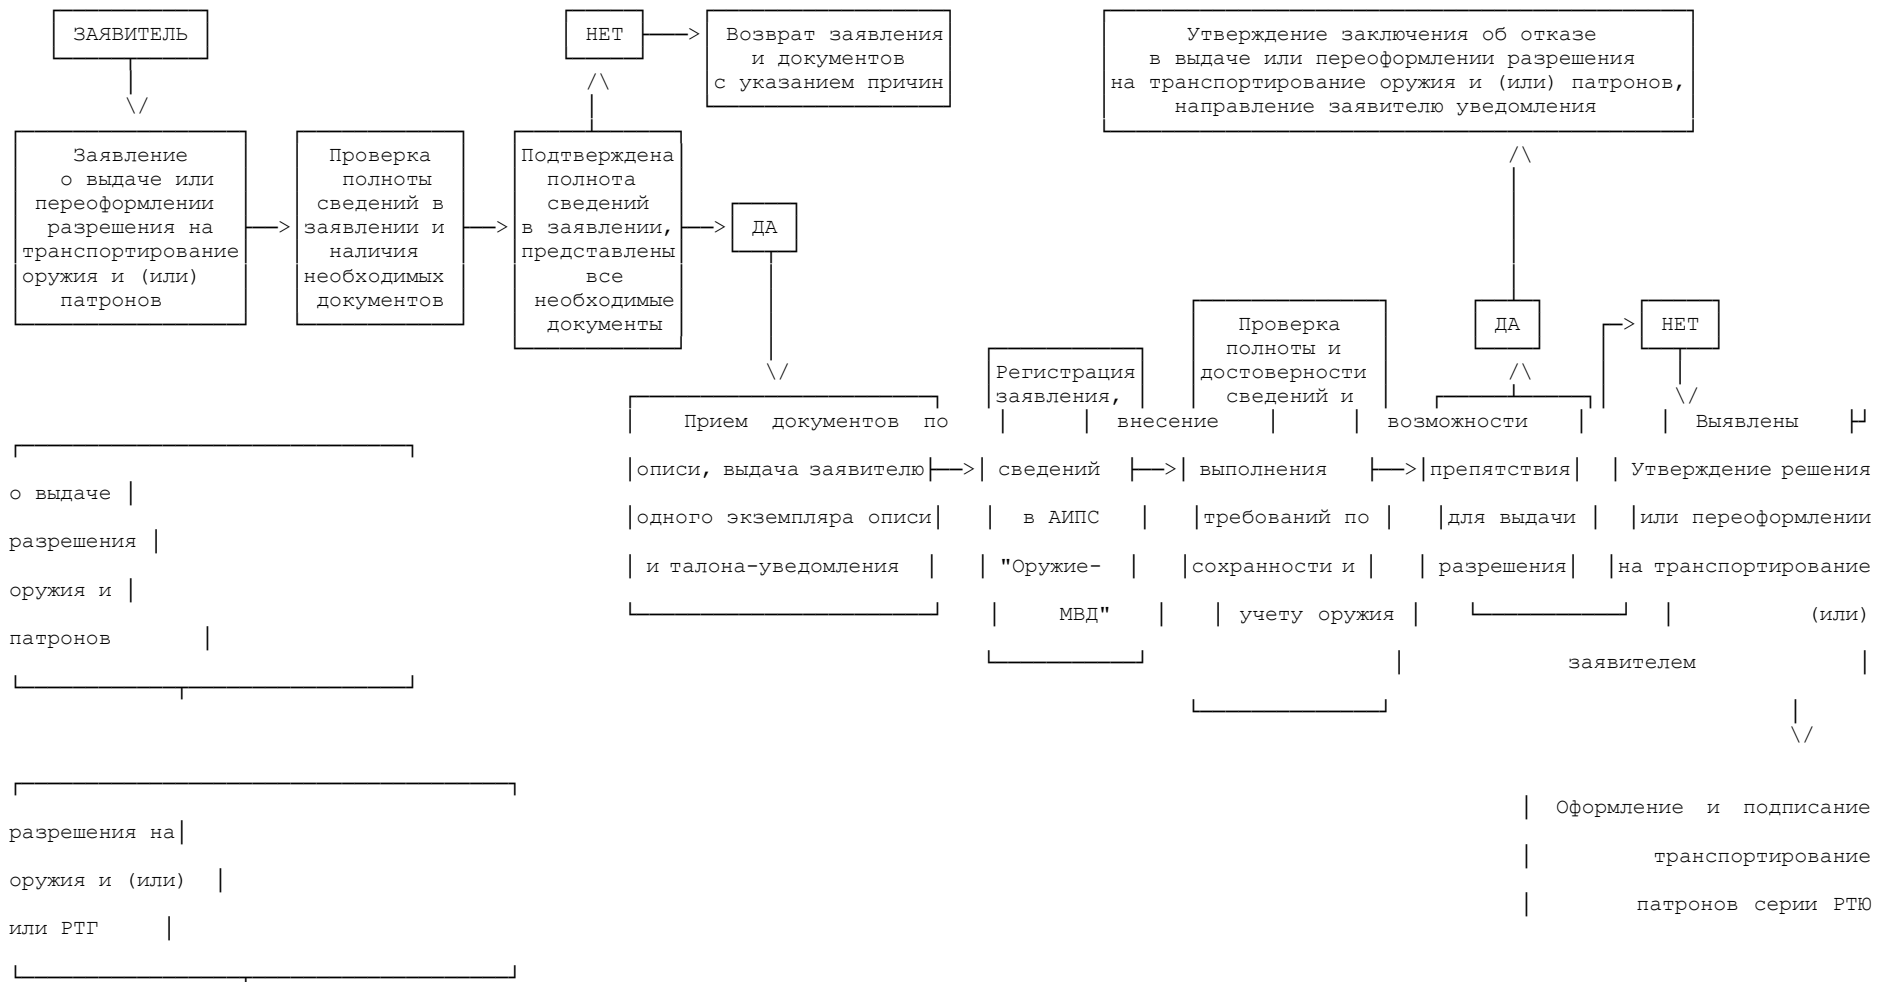 ЗАЯВИТЕЛЬ
НЕТ
Возврат заявления
и документов
с указанием причин
Утверждение заключения об отказе
в выдаче или переоформлении разрешения
на транспортирование оружия и (или) патронов,
направление заявителю уведомления
Заявление
о выдаче или
переоформлении
разрешения на
транспортирование
оружия и (или)
патронов
Проверка
полноты
сведений в
заявлении и
наличия
необходимых
документов
Подтверждена
полнота
сведений
в заявлении,
представлены
все
необходимые
документы
ДА
ДА
НЕТ
Проверка
полноты и
достоверности
сведений и
Регистрация
заявления,
Прием документов по внесение возможности Выявлены
описи, выдача заявителю сведений выполнения препятствия Утверждение решения
о выдаче
одного экземпляра описи в АИПС требований по для выдачи или переоформлении
разрешения
и талона-уведомления "Оружие- сохранности и разрешения на транспортирование
оружия и
МВД" учету оружия (или)
патронов
заявителем
Оформление и подписание
разрешения на
транспортирование
оружия и (или)
патронов серии РТЮ
или РТГ